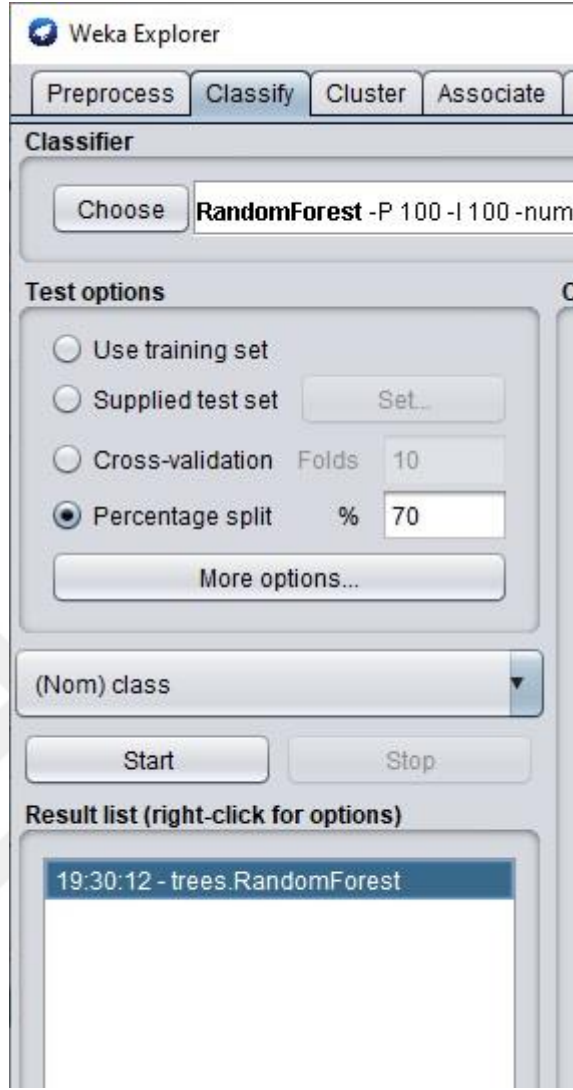 Weka Explorer
Preprocess Classify Cluster Associate
Classifier
Choose RandomForest -P 100 -I 100 -num
Test options
Use training set
Supplied test set Set...
Cross-validation Folds 10
Percentage split % 70
More options...
(Nom) class
Start Stop
Result list (right-click for options)
19:30:12 - trees.RandomForest